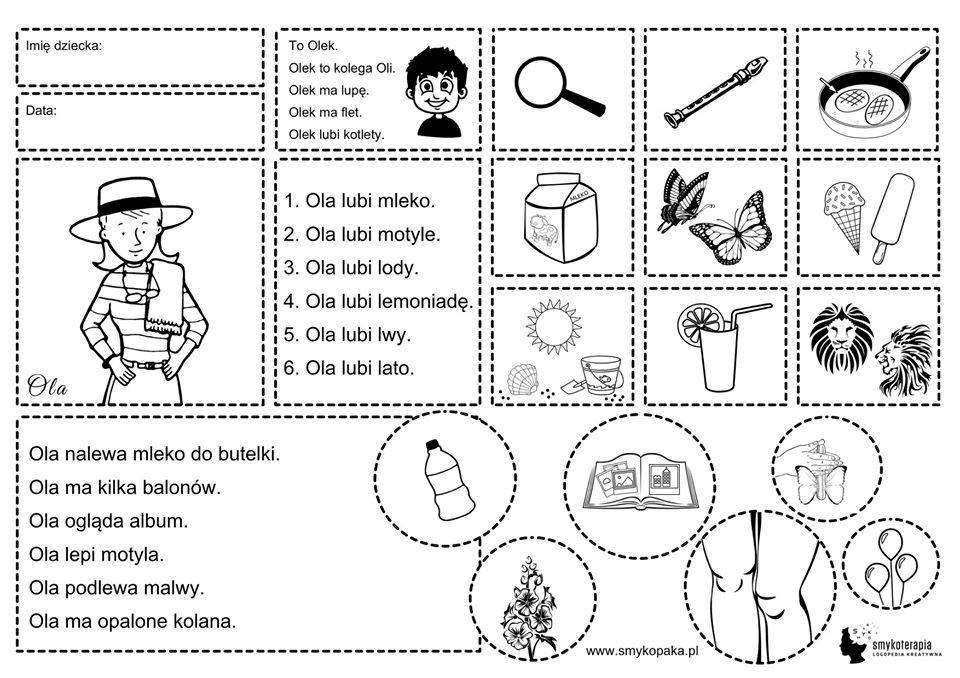 Imię dziecka:
Data:
To Olek.
Olek to kolega Oli.
Olek ma lupę.
Olek ma flet.
Olek lubi kotlety.
Ola
1. Ola lubi mleko.
2. Ola lubi motyle.
3. Ola lubi lody.
4. Ola lubi lemoniadę.
5. Ola lubi lwy.
6. Ola lubi lato.
MLEKO
Ola nalewa mleko do butelki.
Ola ma kilka balonów.
Ola ogląda album.
Ola lepi motyla.
Ola podlewa malwy.
Ola ma opalone kolana.
www.smykopaka.pl
smykoterapia
LOGOPEDIA KREATYWNA